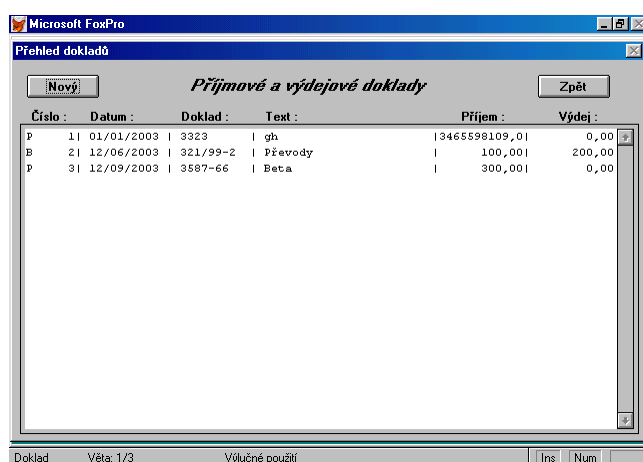 Microsoft FoxPro
Přehled dokladů
Nový Příjmové a výdejové doklady Zpět
Číslo : Datum : Doklad : Text : Příjem : Výdej :
P 1| 01/01/2003 | 3323 | gh |3465598109,0| 0,00
B 2| 12/06/2003 | 321/99-2 | Převody | 100,00| 200,00
P 3| 12/09/2003 | 3587-66 | Beta | 300,00| 0,00
Doklad Věta: 1/3 Výlučné použití Ins Num